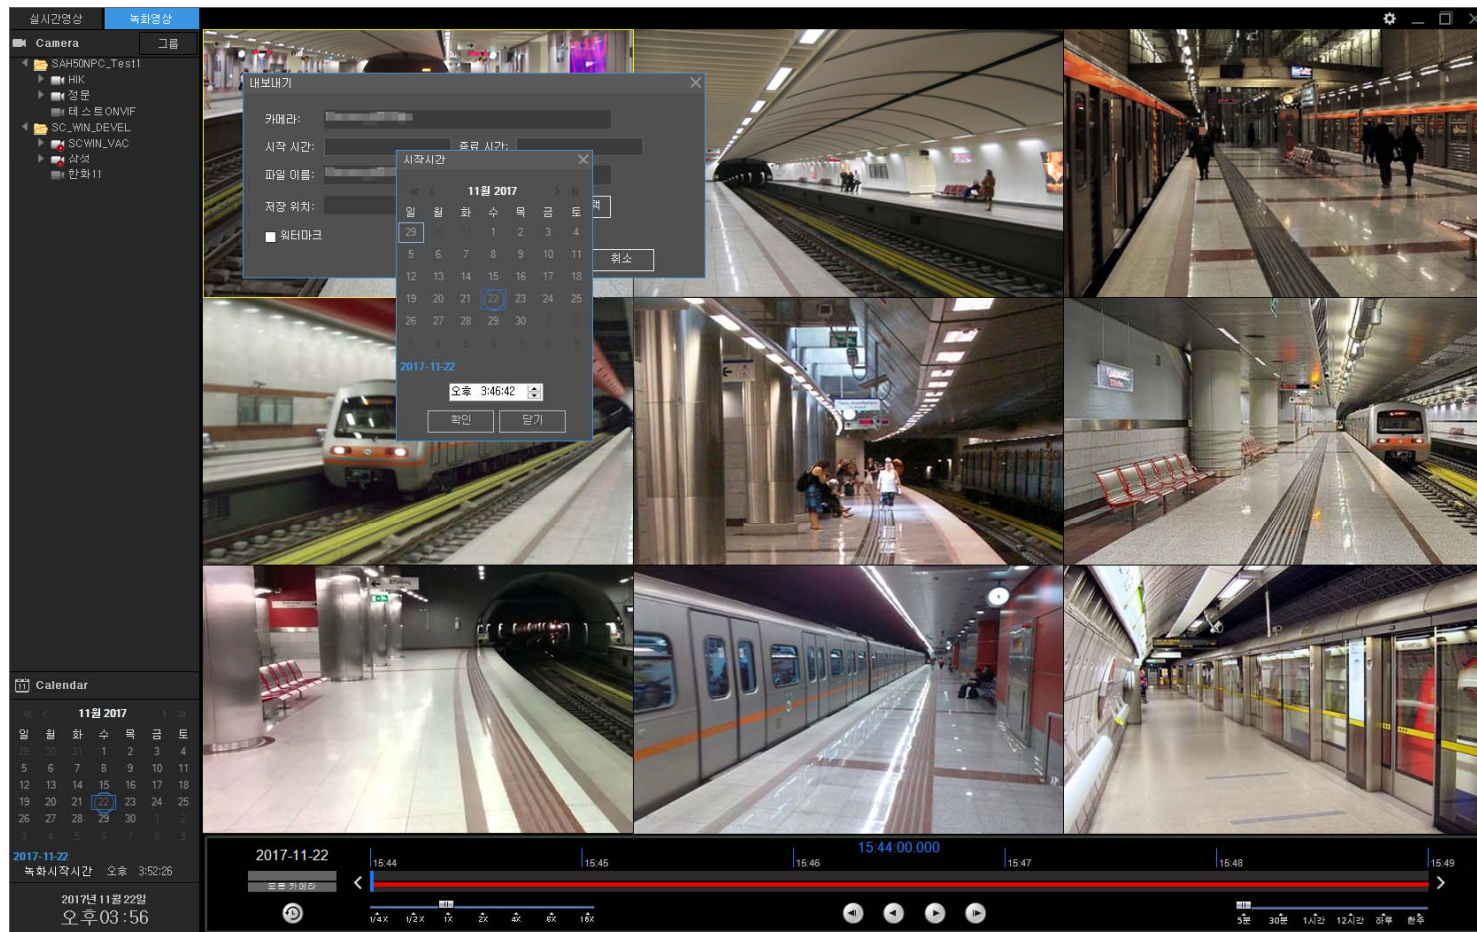 실시간영상
녹화영상
Camera
그룹
SAH50NPC_Test1
HIK
정문
테스트ONVIF
SC_WIN_DEVEL
SCWIN_VAC
삼성
한화11
내보내기
카메라:
시작 시간:
종료 시간:
파일 이름:
저장 위치:
택
워터마크
취소
시작시간
« ‹ 11월 2017 › »
일 월 화 수 목 금 토
29 1 2 3 4
5 6 7 8 9 10 11
12 13 14 15 16 17 18
19 20 21 22 23 24 25
26 27 28 29 30
2017-11-22
오후 3:46:42
확인
닫기
11 Calendar
« ‹ 11월 2017 › »
일 월 화 수 목 금 토
29 30 31 1 2 3 4
5 6 7 8 9 10 11
12 13 14 15 16 17 18
19 20 21 22 23 24 25
26 27 28 29 30 1 2
3 4 5 6 7 8 9
2017-11-22
녹화시작시간 오후 3:52:26
2017년 11월 22일
오후03:56
2017-11-22
모든 카메라
15:44:00.000
15:44 15:45 15:46 15:47 15:48 15:49
1/4X 1/2X 1X 2X 4X 8X 16X
5분 30분 1시간 12시간 하루 한주